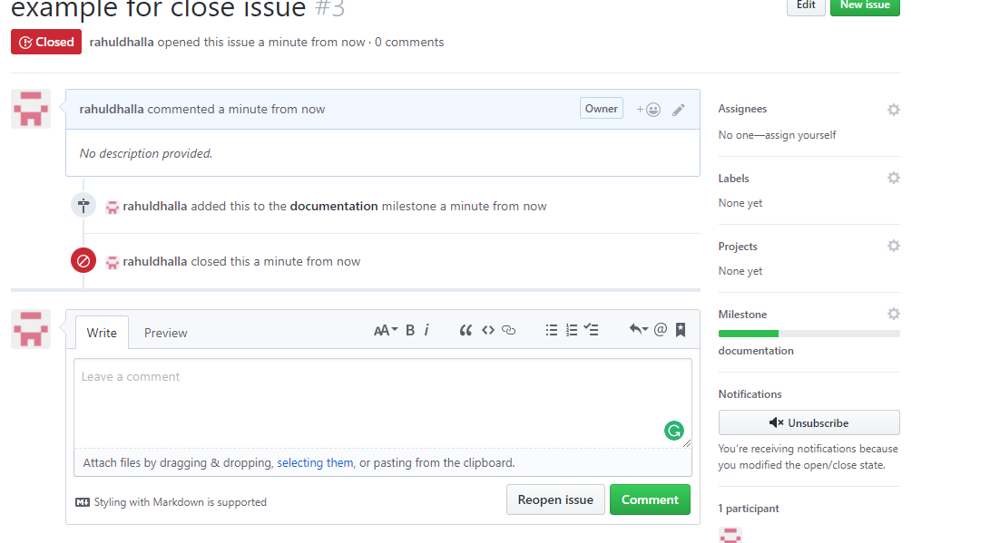 example for close issue #3
Edit
New issue
Closed
rahuldhalla opened this issue a minute from now · 0 comments
rahuldhalla commented a minute from now
Owner
No description provided.
rahuldhalla added this to the documentation milestone a minute from now
rahuldhalla closed this a minute from now
Write
Preview
AA
B
i
Leave a comment
Attach files by dragging & dropping, selecting them, or pasting from the clipboard.
Styling with Markdown is supported
Reopen issue
Comment
Assignees
No one—assign yourself
Labels
None yet
Projects
None yet
Milestone
documentation
Notifications
Unsubscribe
You're receiving notifications because
you modified the open/close state.
1 participant